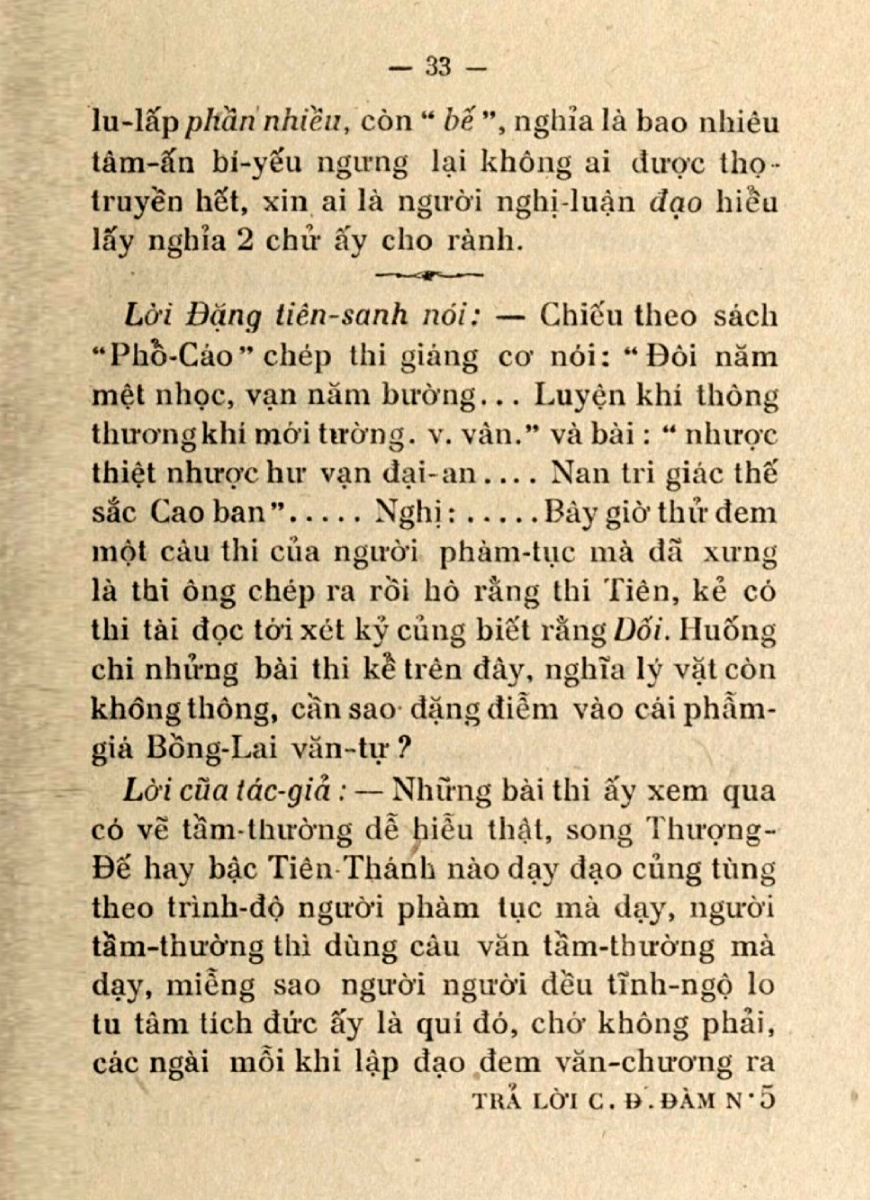 — 33 —
lu-lấp phần nhiều, còn “ bế ”, nghỉa là bao nhiêu
tâm-ấn bí-yếu ngưng lại không ai được thọ-
truyền hết, xin ai là người nghị-luận đạo hiểu
lấy nghỉa 2 chử ấy cho rành.
Lời Đặng tiên-sanh nói: — Chiếu theo sách
“Phổ-Cáo” chép thi giáng cơ nói: “ Đôi năm
mệt nhọc, vạn năm bường... Luyện khí thông
thương khí mới tường. v. vân.” và bài : “ nhược
thiệt nhược hư vạn đại-an.... Nan tri giác thế
sắc Cao ban”..... Nghị: .....Bây giờ thử đem
một câu thi của người phàm-tục mà đã xưng
là thi ông chép ra rồi hô rằng thi Tiên, kẻ có
thi tài đọc tới xét kỷ củng biết rằng Dối. Huống
chi nhửng bài thi kể trên đây, nghĩa lý vặt còn
không thông, cần sao đặng điểm vào cái phẩm-
giá Bồng-Lai văn-tự ?
Lời cũa tác-giả : — Những bài thi ấy xem qua
có vẽ tầm-thường dễ hiểu thật, song Thượng-
Đế hay bậc Tiên Thánh nào dạy đạo củng tùng
theo trình-độ người phàm tục mà dạy, người
tầm-thường thì dùng câu văn tầm-thường mà
dạy, miễng sao người người đều tĩnh-ngộ lo
tu tâm tích đức ấy là quí đó, chớ không phải,
các ngài mỗi khi lập đạo đem văn-chương ra
TRẢ LỜI C. Đ. ĐÀM N· 5